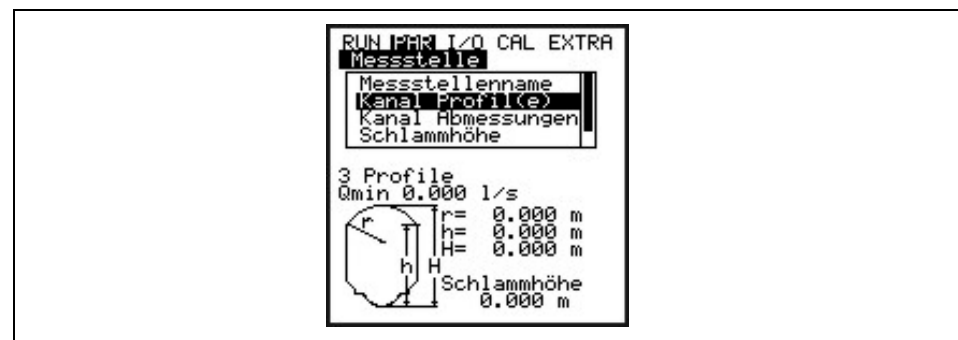 RUN PAR I/O CAL EXTRA
Messstelle
Messstellenname
Kanal Profil(e)
Kanal Abmessungen
Schlammhöhe
3 Profile
Qmin 0.000 l/s
r r= 0.000 m
h= 0.000 m
H= 0.000 m
h H
Schlammhöhe
0.000 m